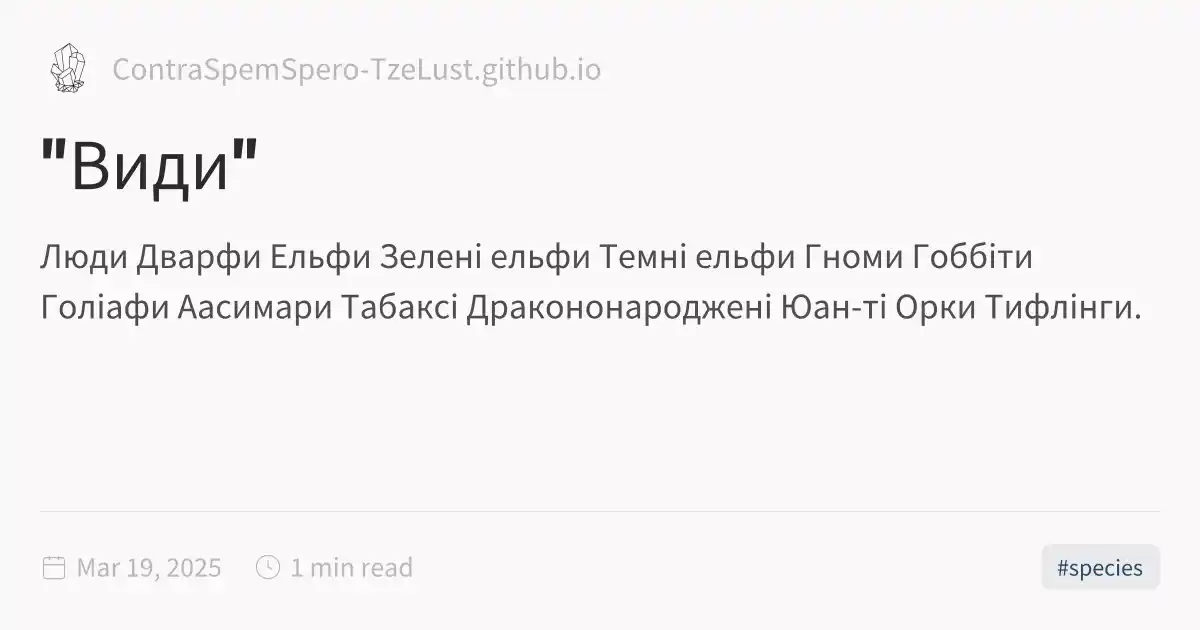 ContraSpemSpero-TzeLust.github.io
"Види"
Люди Дварфи Ельфи Зелені ельфи Темні ельфи Гноми Гоббіти
Голіафи Аасимари Табаксі Дракононароджені Юан-ті Орки Тифлінги.
Mar 19, 2025 1 min read #species